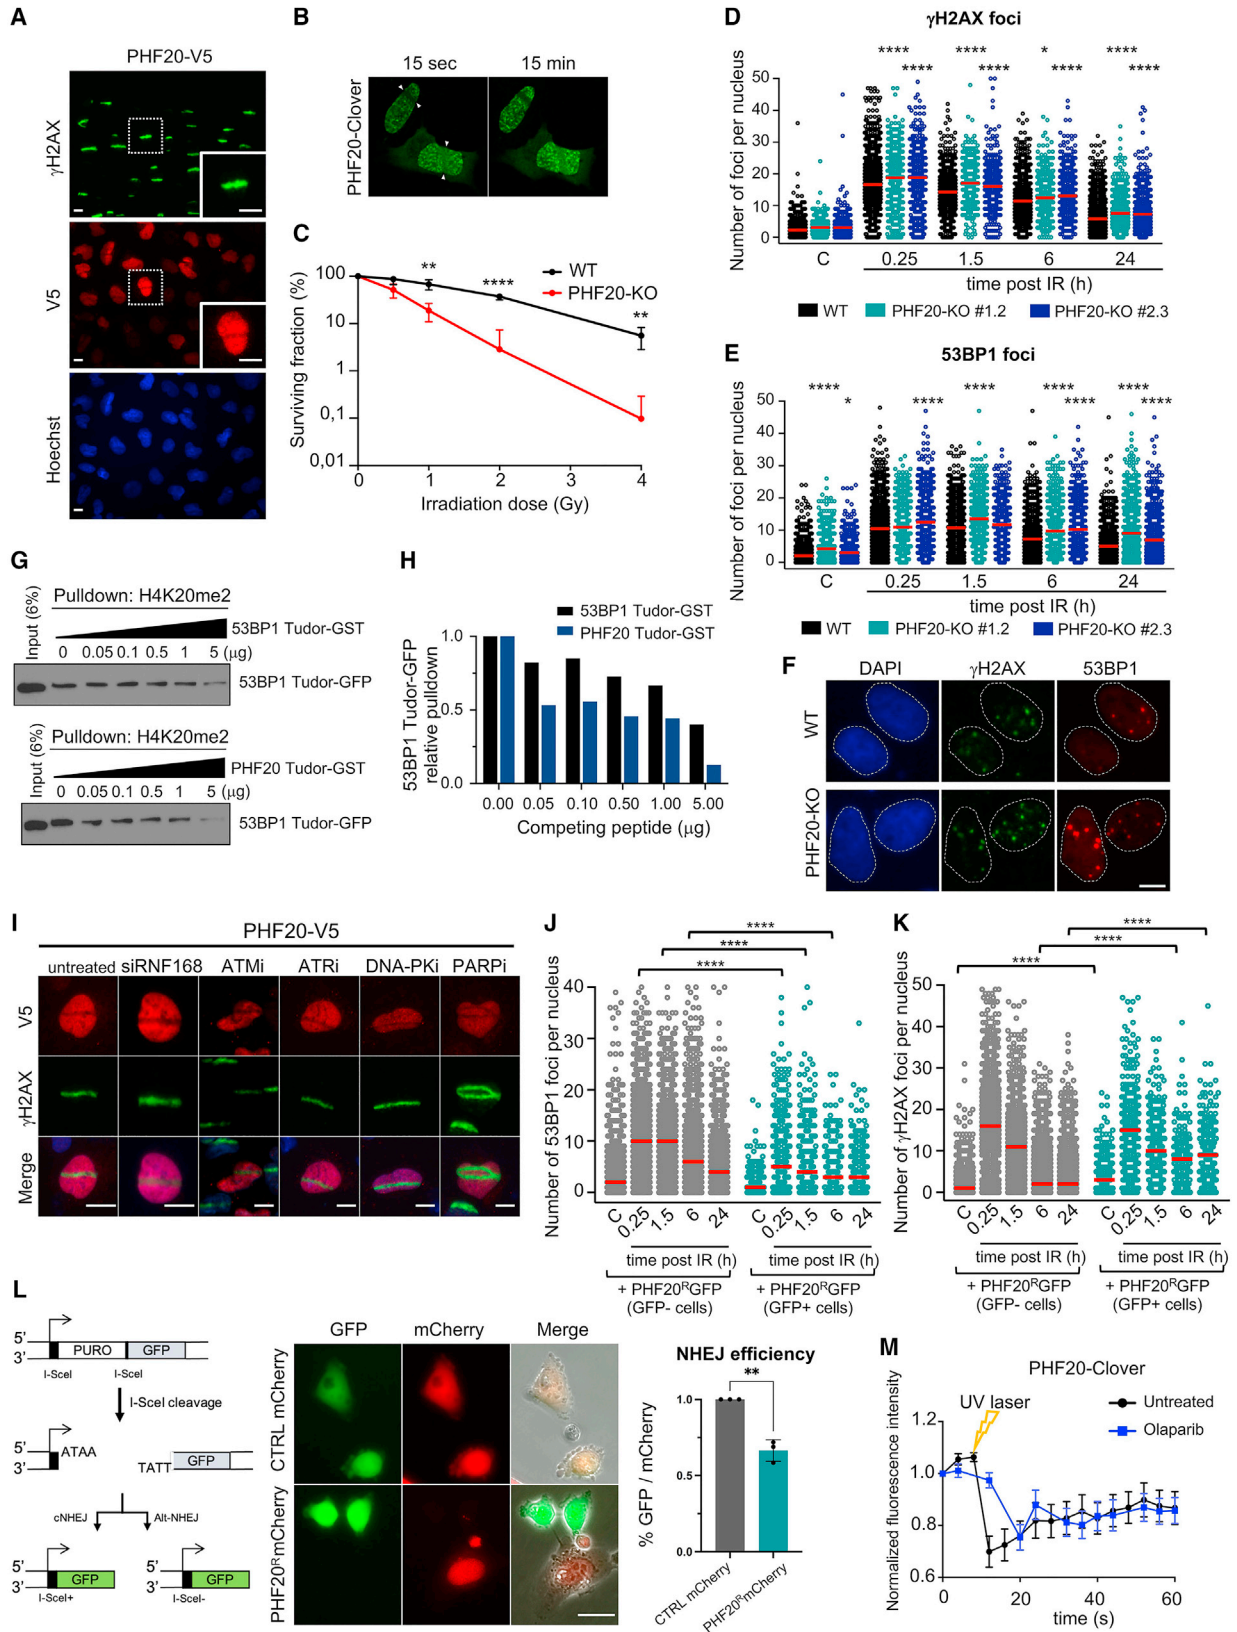 A
PHF20-V5
γH2AX
V5
Hoechst
B
15 sec 15 min
PHF20-Clover
C
Surviving fraction (%)
100
10
1
0,1
0,01
** **** **
WT
PHF20-KO
0 1 2 3 4
Irradiation dose (Gy)
D
γH2AX foci
**** **** * ****
**** **** **** ****
Number of foci per nucleus
50
40
30
20
10
0
C 0.25 1.5 6 24
time post IR (h)
WT PHF20-KO #1.2 PHF20-KO #2.3
E
53BP1 foci
**** **** **** ****
* **** **** ****
Number of foci per nucleus
50
40
30
20
10
0
C 0.25 1.5 6 24
time post IR (h)
WT PHF20-KO #1.2 PHF20-KO #2.3
F
DAPI γH2AX 53BP1
WT
PHF20-KO
G
Input (6%)
Pulldown: H4K20me2
53BP1 Tudor-GST
0 0.05 0.1 0.5 1 5 (µg)
53BP1 Tudor-GFP
Input (6%)
Pulldown: H4K20me2
PHF20 Tudor-GST
0 0.05 0.1 0.5 1 5 (µg)
53BP1 Tudor-GFP
H
53BP1 Tudor-GST
PHF20 Tudor-GST
53BP1 Tudor-GFP
relative pulldown
1.0
0.5
0.0
0.00 0.05 0.10 0.50 1.00 5.00
Competing peptide (µg)
I
PHF20-V5
untreated siRNF168 ATMi ATRi DNA-PKi PARPi
V5
γH2AX
Merge
J
****
****
****
Number of 53BP1 foci per nucleus
40
30
20
10
0
C 0.25 1.5 6 24 C 0.25 1.5 6 24
time post IR (h) time post IR (h)
+ PHF20ᴿGFP + PHF20ᴿGFP
(GFP- cells) (GFP+ cells)
K
****
****
****
Number of γH2AX foci per nucleus
50
40
30
20
10
0
C 0.25 1.5 6 24 C 0.25 1.5 6 24
time post IR (h) time post IR (h)
+ PHF20ᴿGFP + PHF20ᴿGFP
(GFP- cells) (GFP+ cells)
L
5'
3'
PURO GFP
I-SceI I-SceI
I-SceI cleavage
5'
3'
ATAA
TATT
GFP
cNHEJ Alt-NHEJ
5'
3'
GFP
I-SceI+
5'
3'
GFP
I-SceI-
GFP mCherry Merge
CTRL mCherry
PHF20ᴿmCherry
NHEJ efficiency
**
% GFP / mCherry
1.0
0.5
0.0
CTRL mCherry
PHF20ᴿmCherry
M
PHF20-Clover
Normalized fluorescence intensity
UV laser
Untreated
Olaparib
1.2
1.0
0.8
0.6
0 20 40 60
time (s)